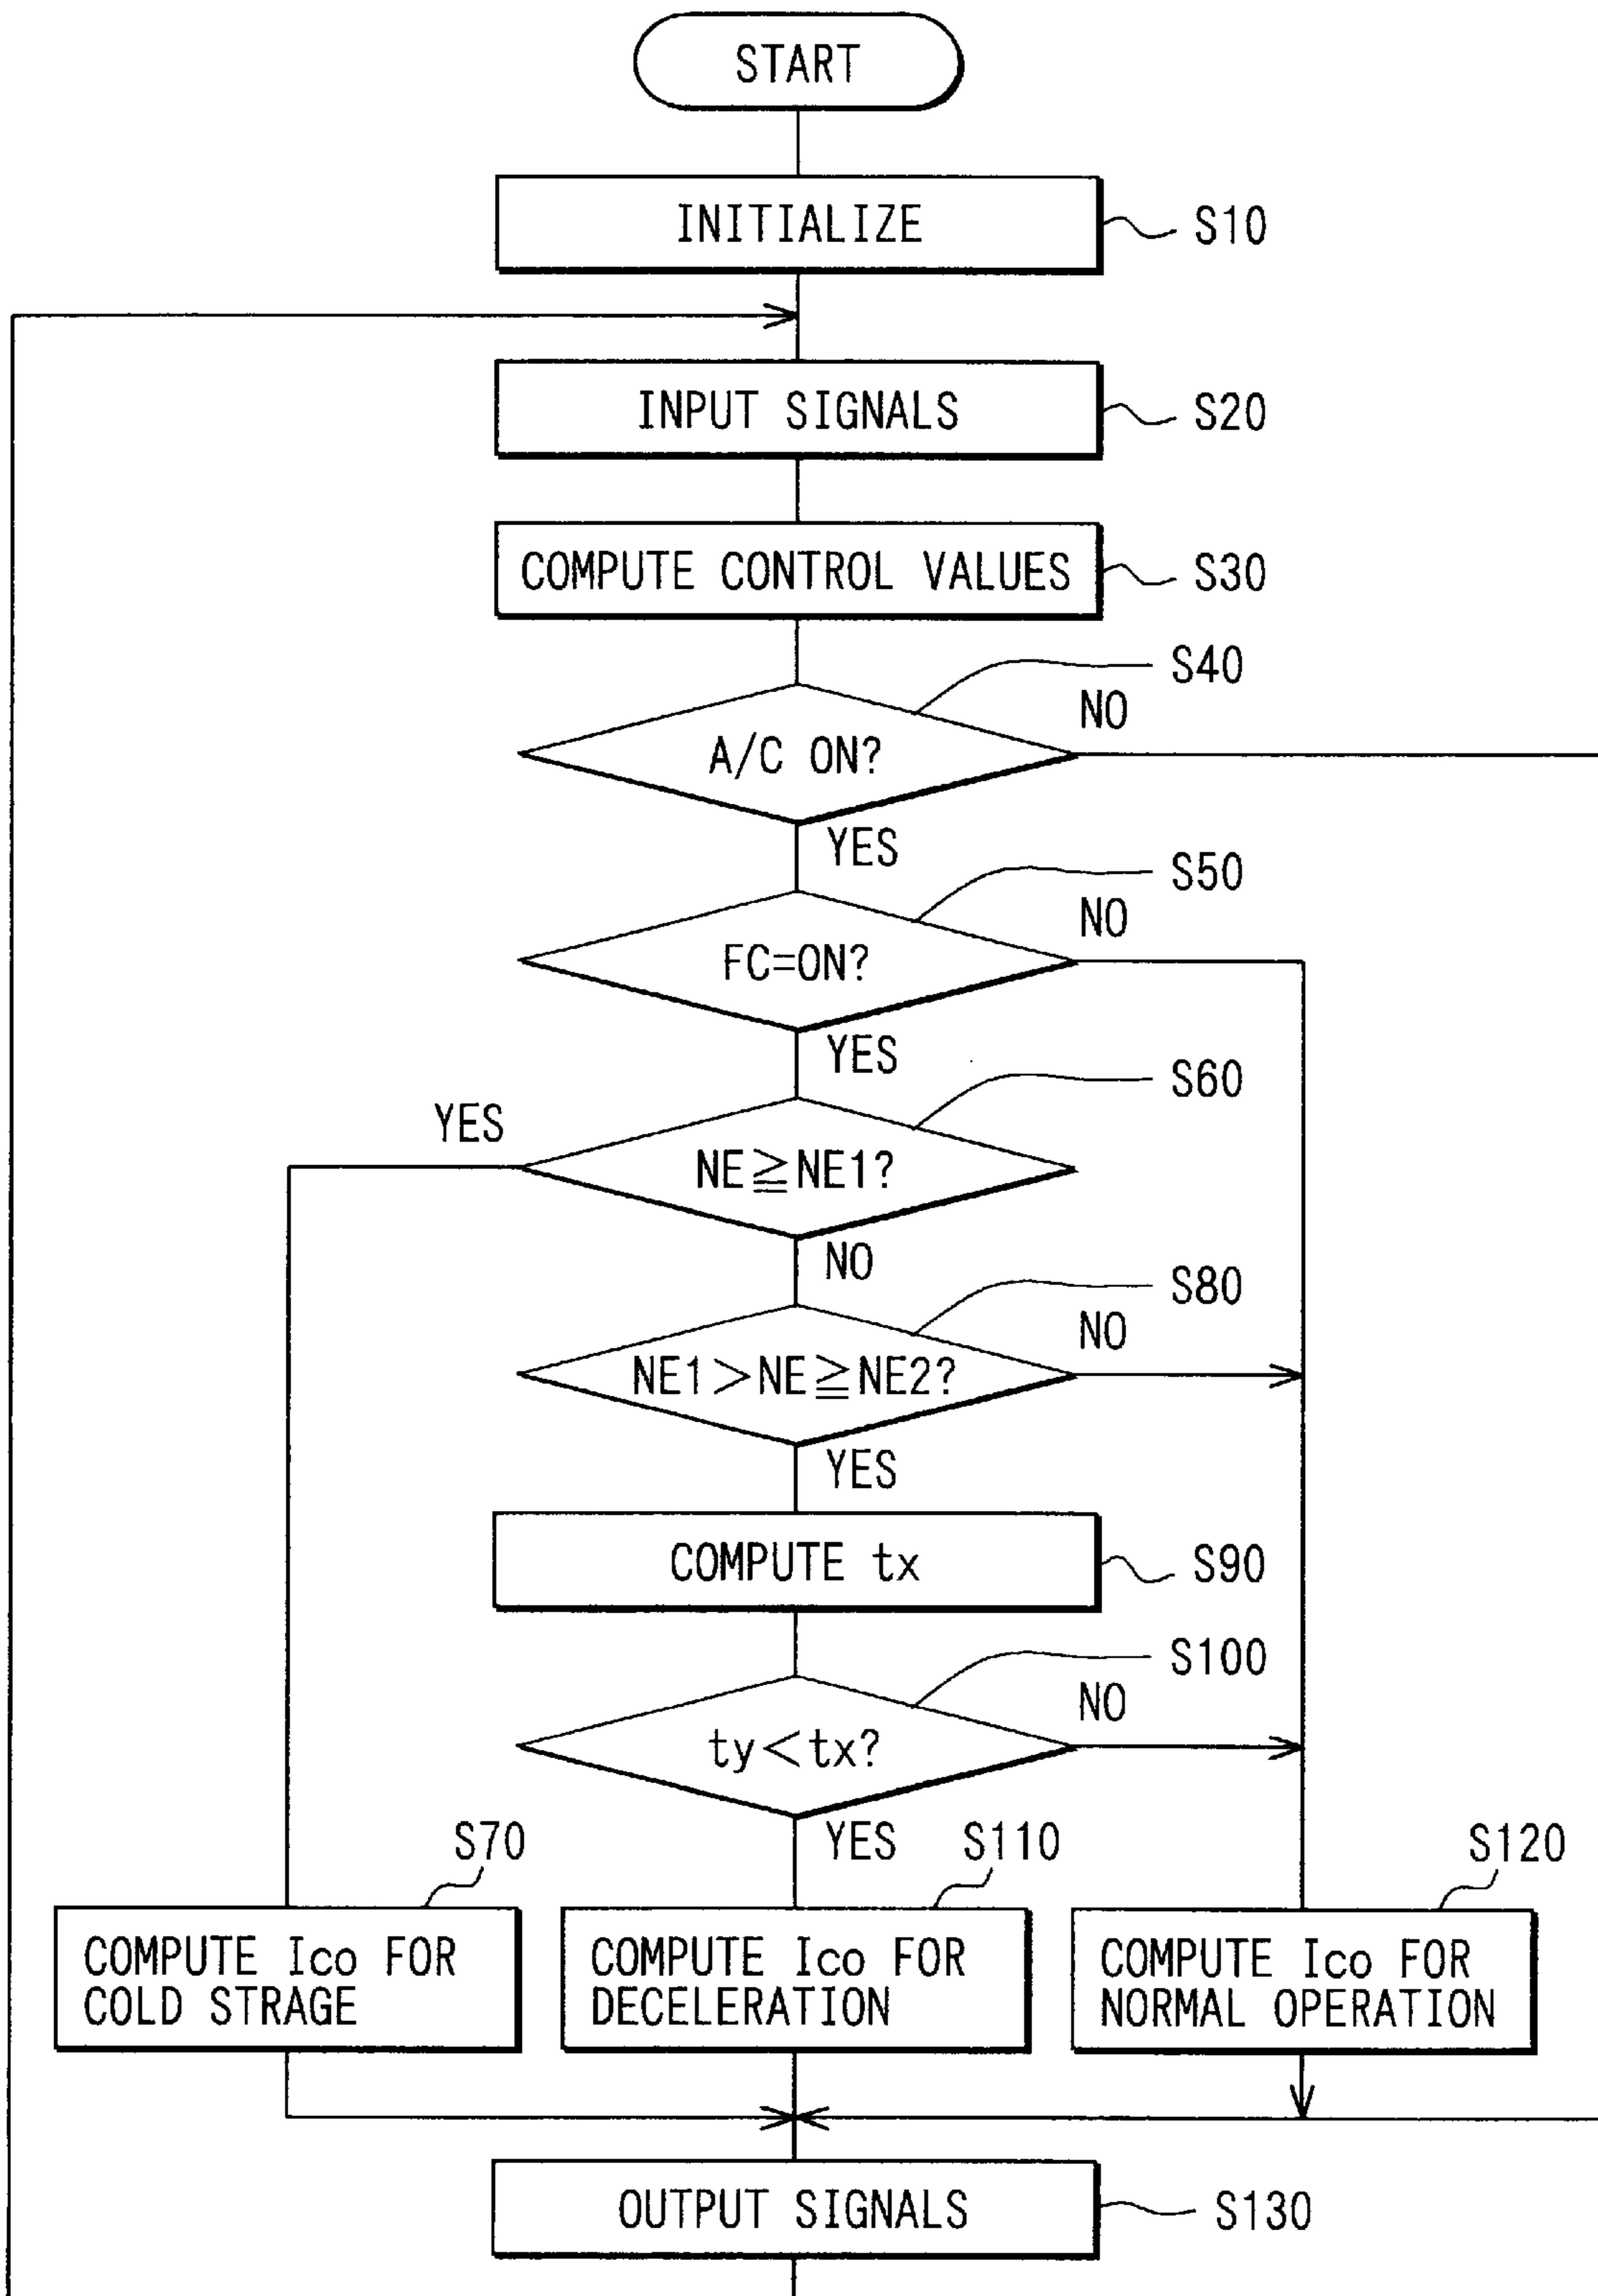 START
INITIALIZE
S10
INPUT SIGNALS
S20
COMPUTE CONTROL VALUES
S30
S40
NO
A/C ON?
YES
S50
NO
FC=ON?
YES
S60
YES
NE≧NE1?
NO
S80
NO
NE1>NE≧NE2?
YES
COMPUTE tx
S90
S100
NO
ty<tx?
YES
S70
S110
S120
COMPUTE Ico FOR
COLD STRAGE
COMPUTE Ico FOR
DECELERATION
COMPUTE Ico FOR
NORMAL OPERATION
OUTPUT SIGNALS
S130